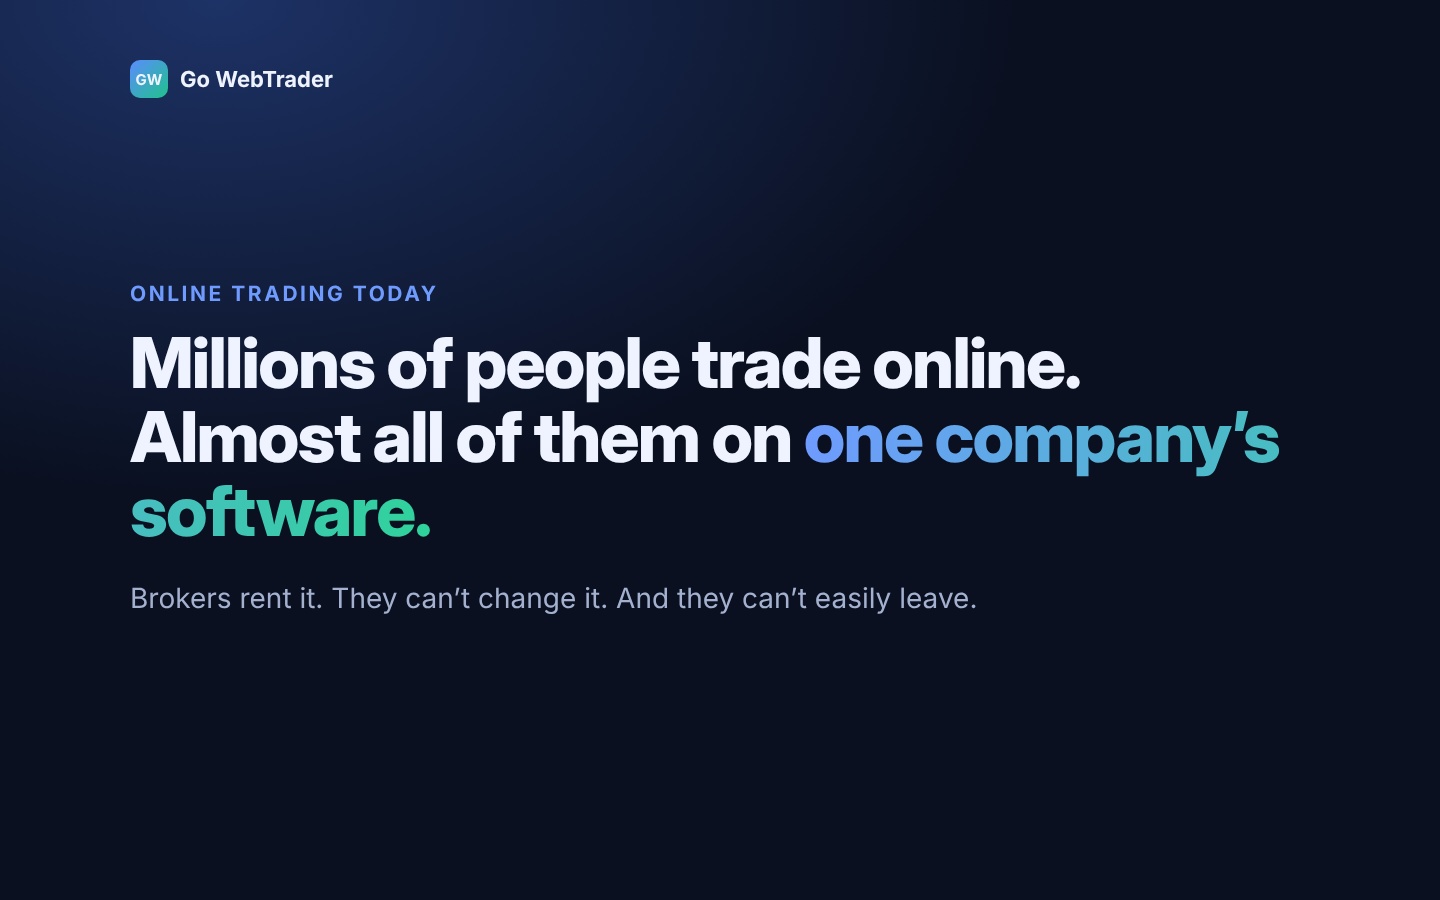 GW
Go WebTrader
ONLINE TRADING TODAY
Millions of people trade online.
Almost all of them on one company’s
software.
Brokers rent it. They can’t change it. And they can’t easily leave.